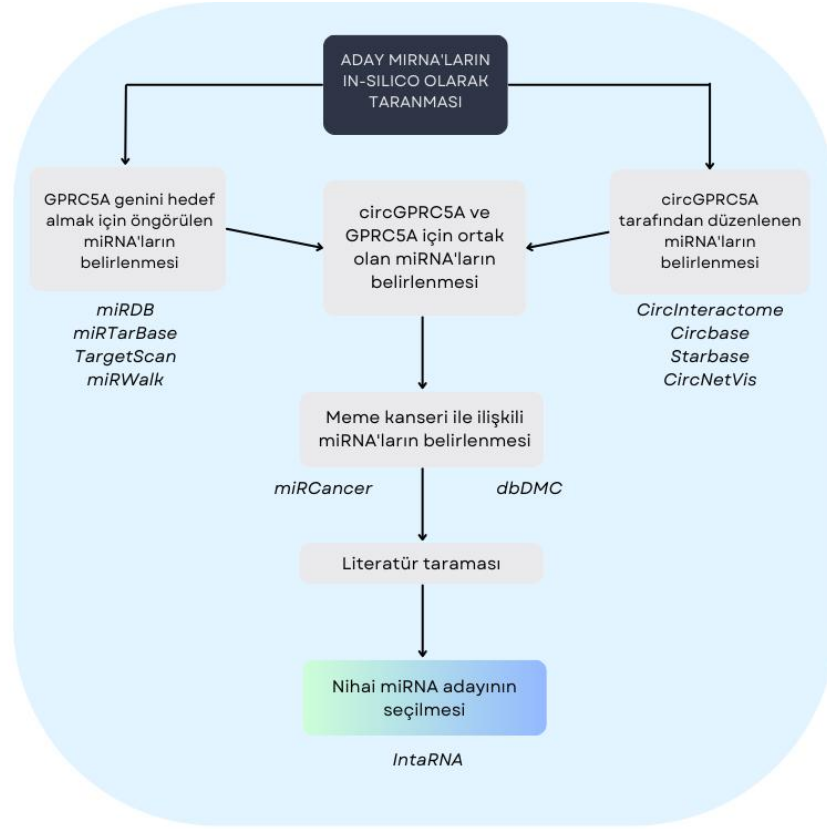 ADAY MIRNA'LARIN
IN-SILICO OLARAK
TARANMASI
GPRC5A genini hedef
almak için öngörülen
miRNA'ların
belirlenmesi
miRDB
miRTarBase
TargetScan
miRWalk
circGPRC5A ve
GPRC5A için ortak
olan miRNA'ların
belirlenmesi
circGPRC5A
tarafından düzenlenen
miRNA'ların
belirlenmesi
CircInteractome
Circbase
Starbase
CircNetVis
Meme kanseri ile ilişkili
miRNA'ların belirlenmesi
miRCancer
dbDMC
Literatür taraması
Nihai miRNA adayının
seçilmesi
IntaRNA